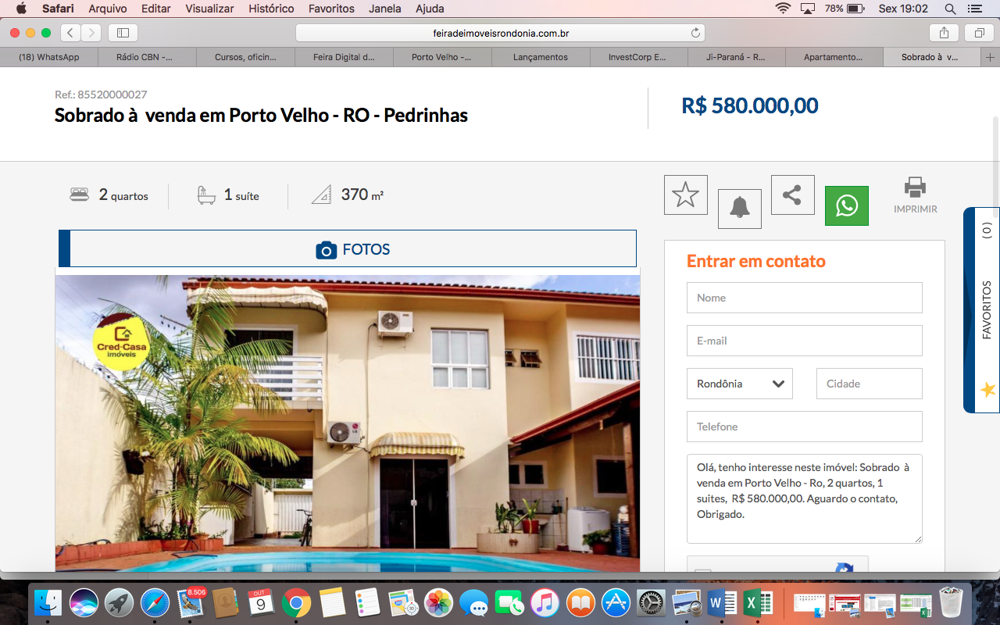 Safari Arquivo Editar Visualizar Histórico Favoritos Janela Ajuda 78% Sex 19:02
feiradeimoveisrondonia.com.br
(18) WhatsApp Rádio CBN -... Cursos, oficin... Feira Digital d... Porto Velho -... Lançamentos InvestCorp E... Ji-Paraná - R... Apartamento... Sobrado à v...
Ref.: 85520000027
Sobrado à venda em Porto Velho - RO - Pedrinhas
R$ 580.000,00
2 quartos 1 suíte 370 m²
IMPRIMIR
FOTOS
Cred-Casa
imóveis
LG
Entrar em contato
Nome
E-mail
Rondônia Cidade
Telefone
Olá, tenho interesse neste imóvel: Sobrado à
venda em Porto Velho - Ro, 2 quartos, 1
suites, R$ 580.000,00. Aguardo o contato,
Obrigado.
FAVORITOS (0)
8.506
OUT
9
3D
W
X